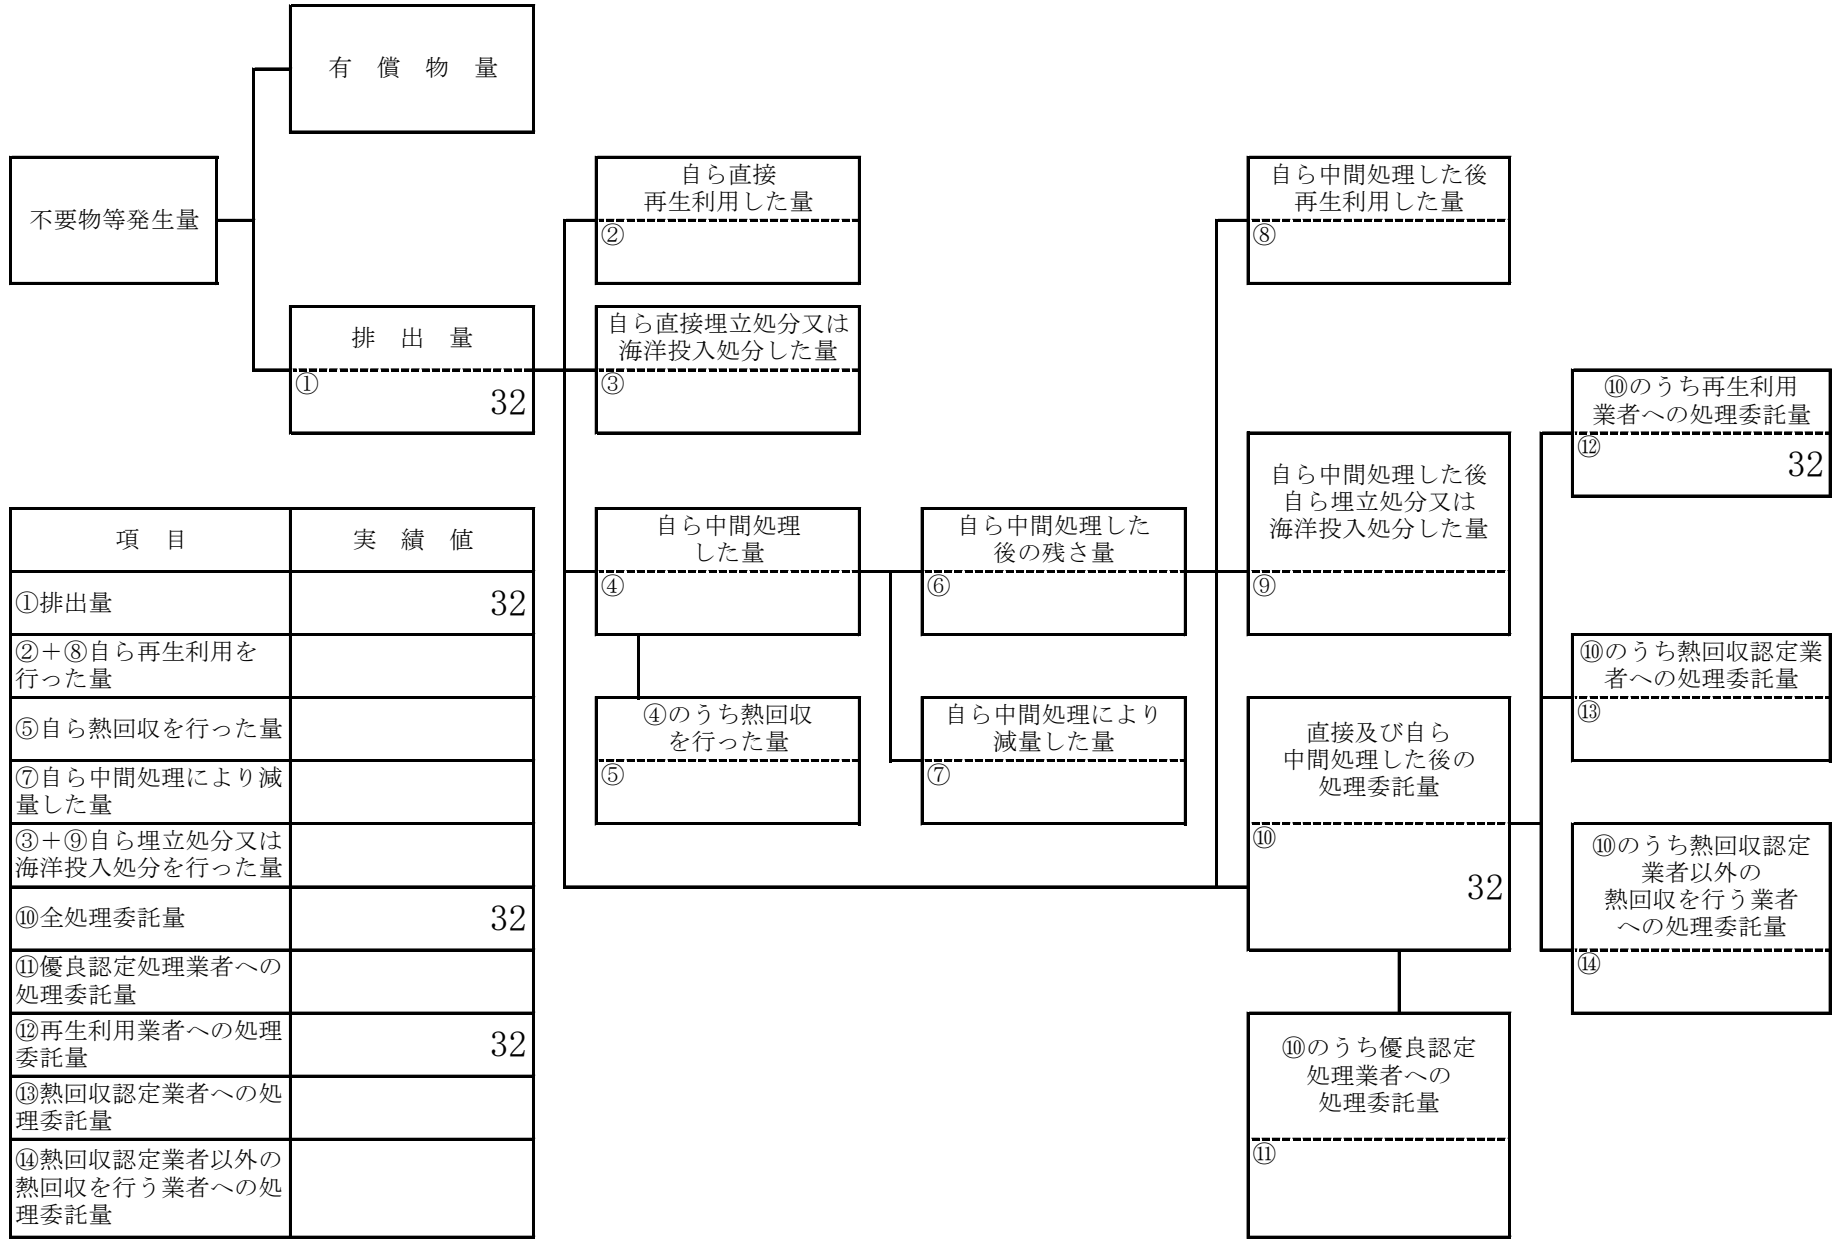 有　償　物　量
不要物等発生量
排　出　量
①
32
自ら直接
再生利用した量
②
自ら直接埋立処分又は
海洋投入処分した量
③
自ら中間処理
した量
④
④のうち熱回収
を行った量
⑤
自ら中間処理した
後の残さ量
⑥
自ら中間処理により
減量した量
⑦
自ら中間処理した後
再生利用した量
⑧
自ら中間処理した後
自ら埋立処分又は
海洋投入処分した量
⑨
直接及び自ら
中間処理した後の
処理委託量
⑩
32
⑩のうち優良認定
処理業者への
処理委託量
⑪
⑩のうち再生利用
業者への処理委託量
⑫
32
⑩のうち熱回収認定業
者への処理委託量
⑬
⑩のうち熱回収認定
業者以外の
熱回収を行う業者
への処理委託量
⑭
項　目　実　績　値
①排出量　32
②＋⑧自ら再生利用を
行った量
⑤自ら熱回収を行った量
⑦自ら中間処理により減
量した量
③＋⑨自ら埋立処分又は
海洋投入処分を行った量
⑩全処理委託量　32
⑪優良認定処理業者への
処理委託量
⑫再生利用業者への処理
委託量　32
⑬熱回収認定業者への処
理委託量
⑭熱回収認定業者以外の
熱回収を行う業者への処
理委託量